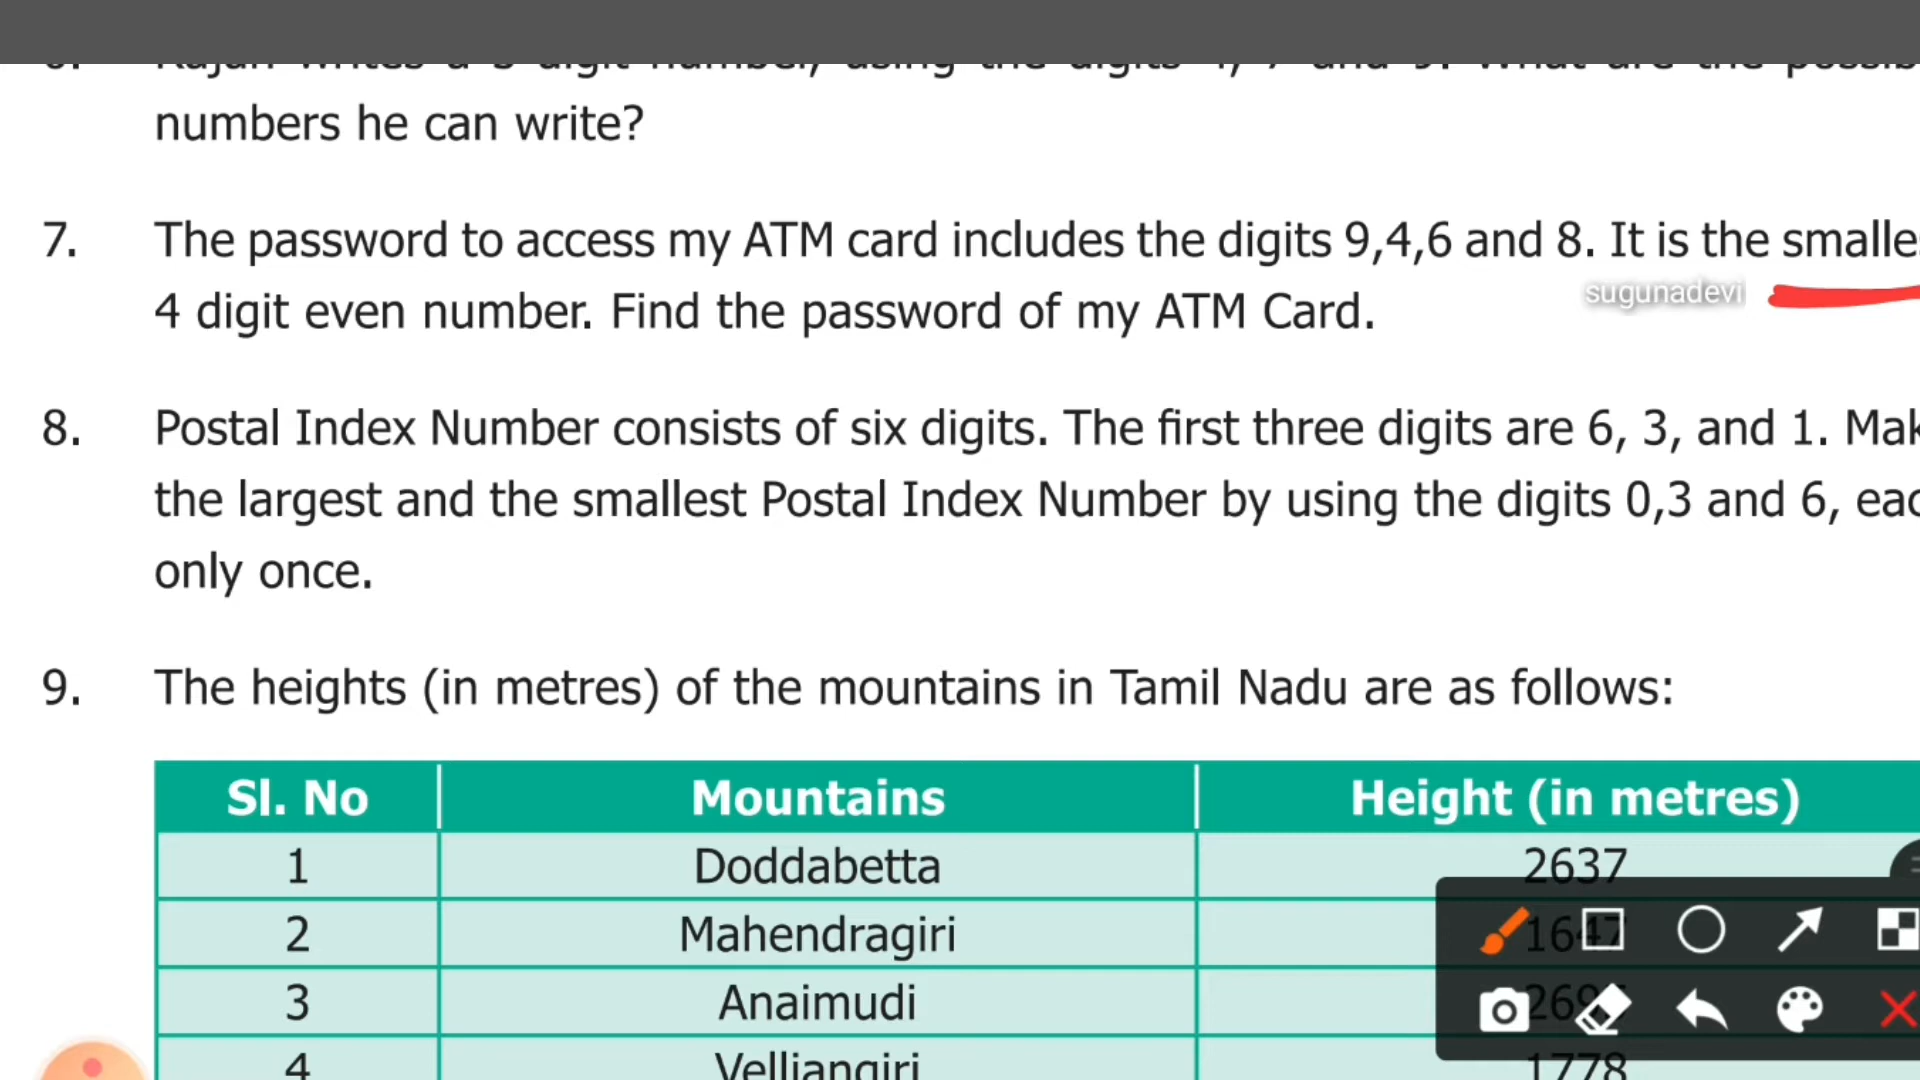 numbers he can write?
7. The password to access my ATM card includes the digits 9,4,6 and 8. It is the
4 digit even number. Find the password of my ATM Card.
sugunadevi
8. Postal Index Number consists of six digits. The first three digits are 6, 3, and 1.
the largest and the smallest Postal Index Number by using the digits 0,3 and 6,
only once.
9. The heights (in metres) of the mountains in Tamil Nadu are as follows:
Sl. No Mountains Height (in metres)
1 Doddabetta 2637
2 Mahendragiri 1647
3 Anaimudi
4 Velliangiri 1778